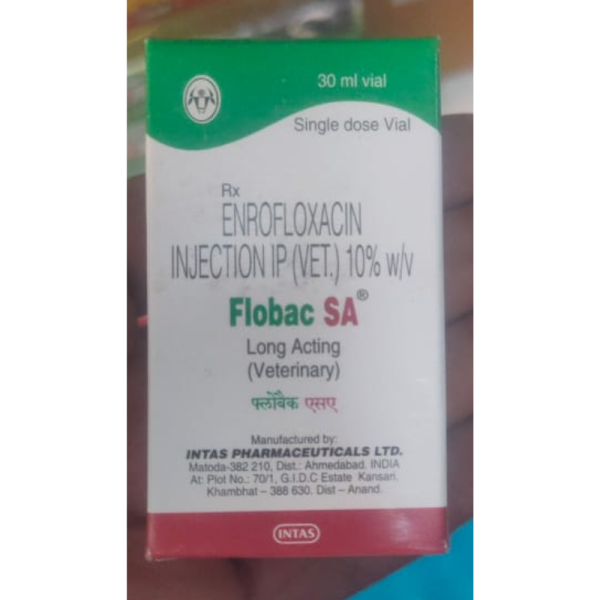 30 ml vial
Single dose Vial
Rx
ENROFLOXACIN
INJECTION IP (VET.) 10% w/v
Flobac SA®
Long Acting
(Veterinary)
फ्लोबैक एसए
Manufactured by:
INTAS PHARMACEUTICALS LTD.
Matoda-382 210, Dist.: Ahmedabad. INDIA
At: Plot No.: 70/1, G.I.D.C Estate Kansari,
Khambhat – 388 630. Dist – Anand.
INTAS